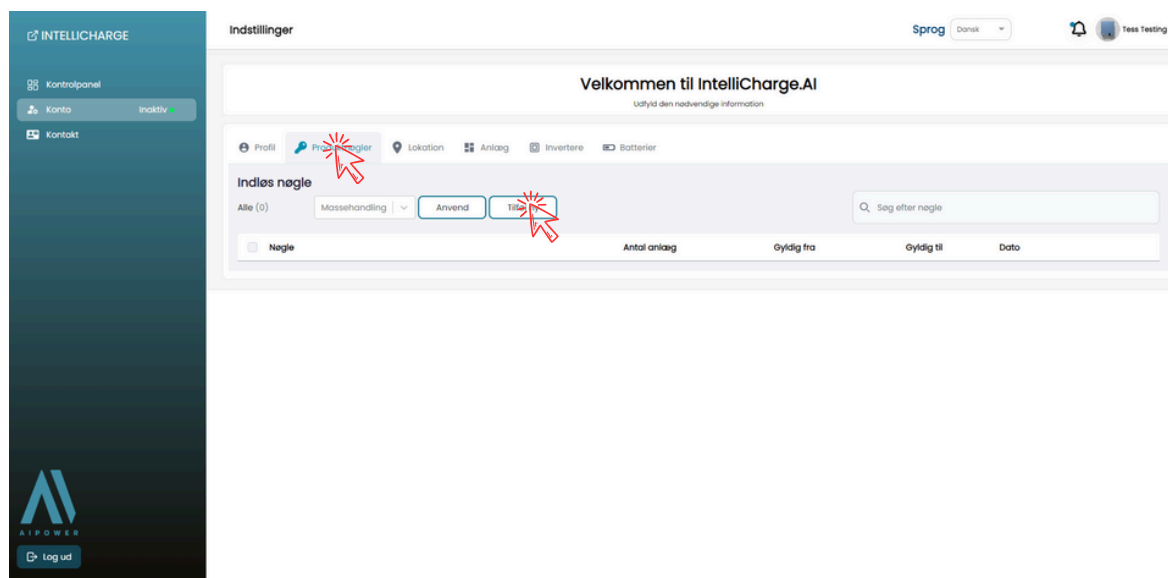 INTELLICHARGE
Indstillinger
Sprog Dansk
Tess Testing
Kontrolpanel
Konto Inaktiv
Kontakt
Velkommen til IntelliCharge.AI
Udfyld den nødvendige information
Profil Lokation Anlæg Invertere Batterier
Indløs nøgle
Alle (0) Massehandling Anvend Søg efter nøgle
Nøgle Antal anlæg Gyldig fra Gyldig til Dato
AIPOWER
Log ud